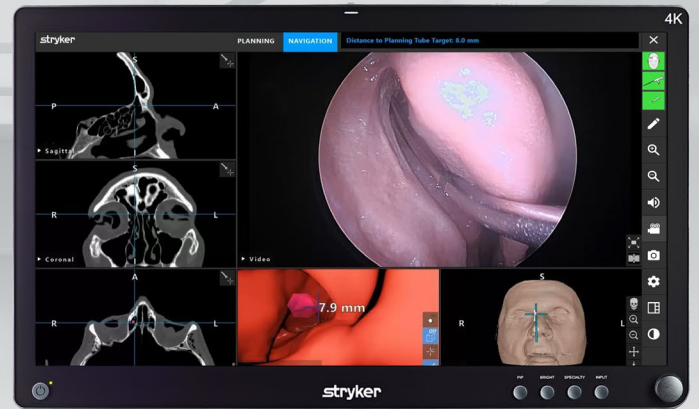 4K
stryker
PLANNING NAVIGATION Distance to Planning Tube Target: 8.0 mm
S
P A
Sagittal
S
R L
Coronal
Video
A
R L
7.9 mm
Off
S
R L
PIP BRIGHT SPECIALTY INPUT
stryker